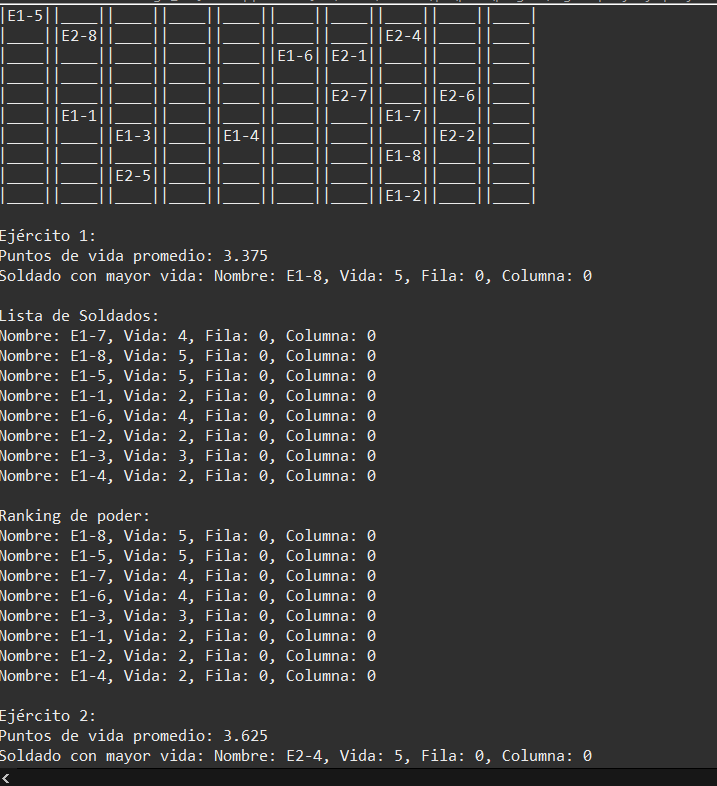 |E1-5||____||____||____||____||____||____||____||____||____|
|____||E2-8||____||____||____||____||____||E2-4||____||____|
|____||____||____||____||____||E1-6||E2-1||____||____||____|
|____||____||____||____||____||____||____||____||____||____|
|____||____||____||____||____||____||E2-7||____||E2-6||____|
|____||E1-1||____||____||____||____||____||E1-7||____||____|
|____||____||E1-3||____||E1-4||____||____||____||E2-2||____|
|____||____||____||____||____||____||____||E1-8||____||____|
|____||____||E2-5||____||____||____||____||____||____||____|
|____||____||____||____||____||____||____||E1-2||____||____|
Ejército 1:
Puntos de vida promedio: 3.375
Soldado con mayor vida: Nombre: E1-8, Vida: 5, Fila: 0, Columna: 0
Lista de Soldados:
Nombre: E1-7, Vida: 4, Fila: 0, Columna: 0
Nombre: E1-8, Vida: 5, Fila: 0, Columna: 0
Nombre: E1-5, Vida: 5, Fila: 0, Columna: 0
Nombre: E1-1, Vida: 2, Fila: 0, Columna: 0
Nombre: E1-6, Vida: 4, Fila: 0, Columna: 0
Nombre: E1-2, Vida: 2, Fila: 0, Columna: 0
Nombre: E1-3, Vida: 3, Fila: 0, Columna: 0
Nombre: E1-4, Vida: 2, Fila: 0, Columna: 0
Ranking de poder:
Nombre: E1-8, Vida: 5, Fila: 0, Columna: 0
Nombre: E1-5, Vida: 5, Fila: 0, Columna: 0
Nombre: E1-7, Vida: 4, Fila: 0, Columna: 0
Nombre: E1-6, Vida: 4, Fila: 0, Columna: 0
Nombre: E1-3, Vida: 3, Fila: 0, Columna: 0
Nombre: E1-1, Vida: 2, Fila: 0, Columna: 0
Nombre: E1-2, Vida: 2, Fila: 0, Columna: 0
Nombre: E1-4, Vida: 2, Fila: 0, Columna: 0
Ejército 2:
Puntos de vida promedio: 3.625
Soldado con mayor vida: Nombre: E2-4, Vida: 5, Fila: 0, Columna: 0